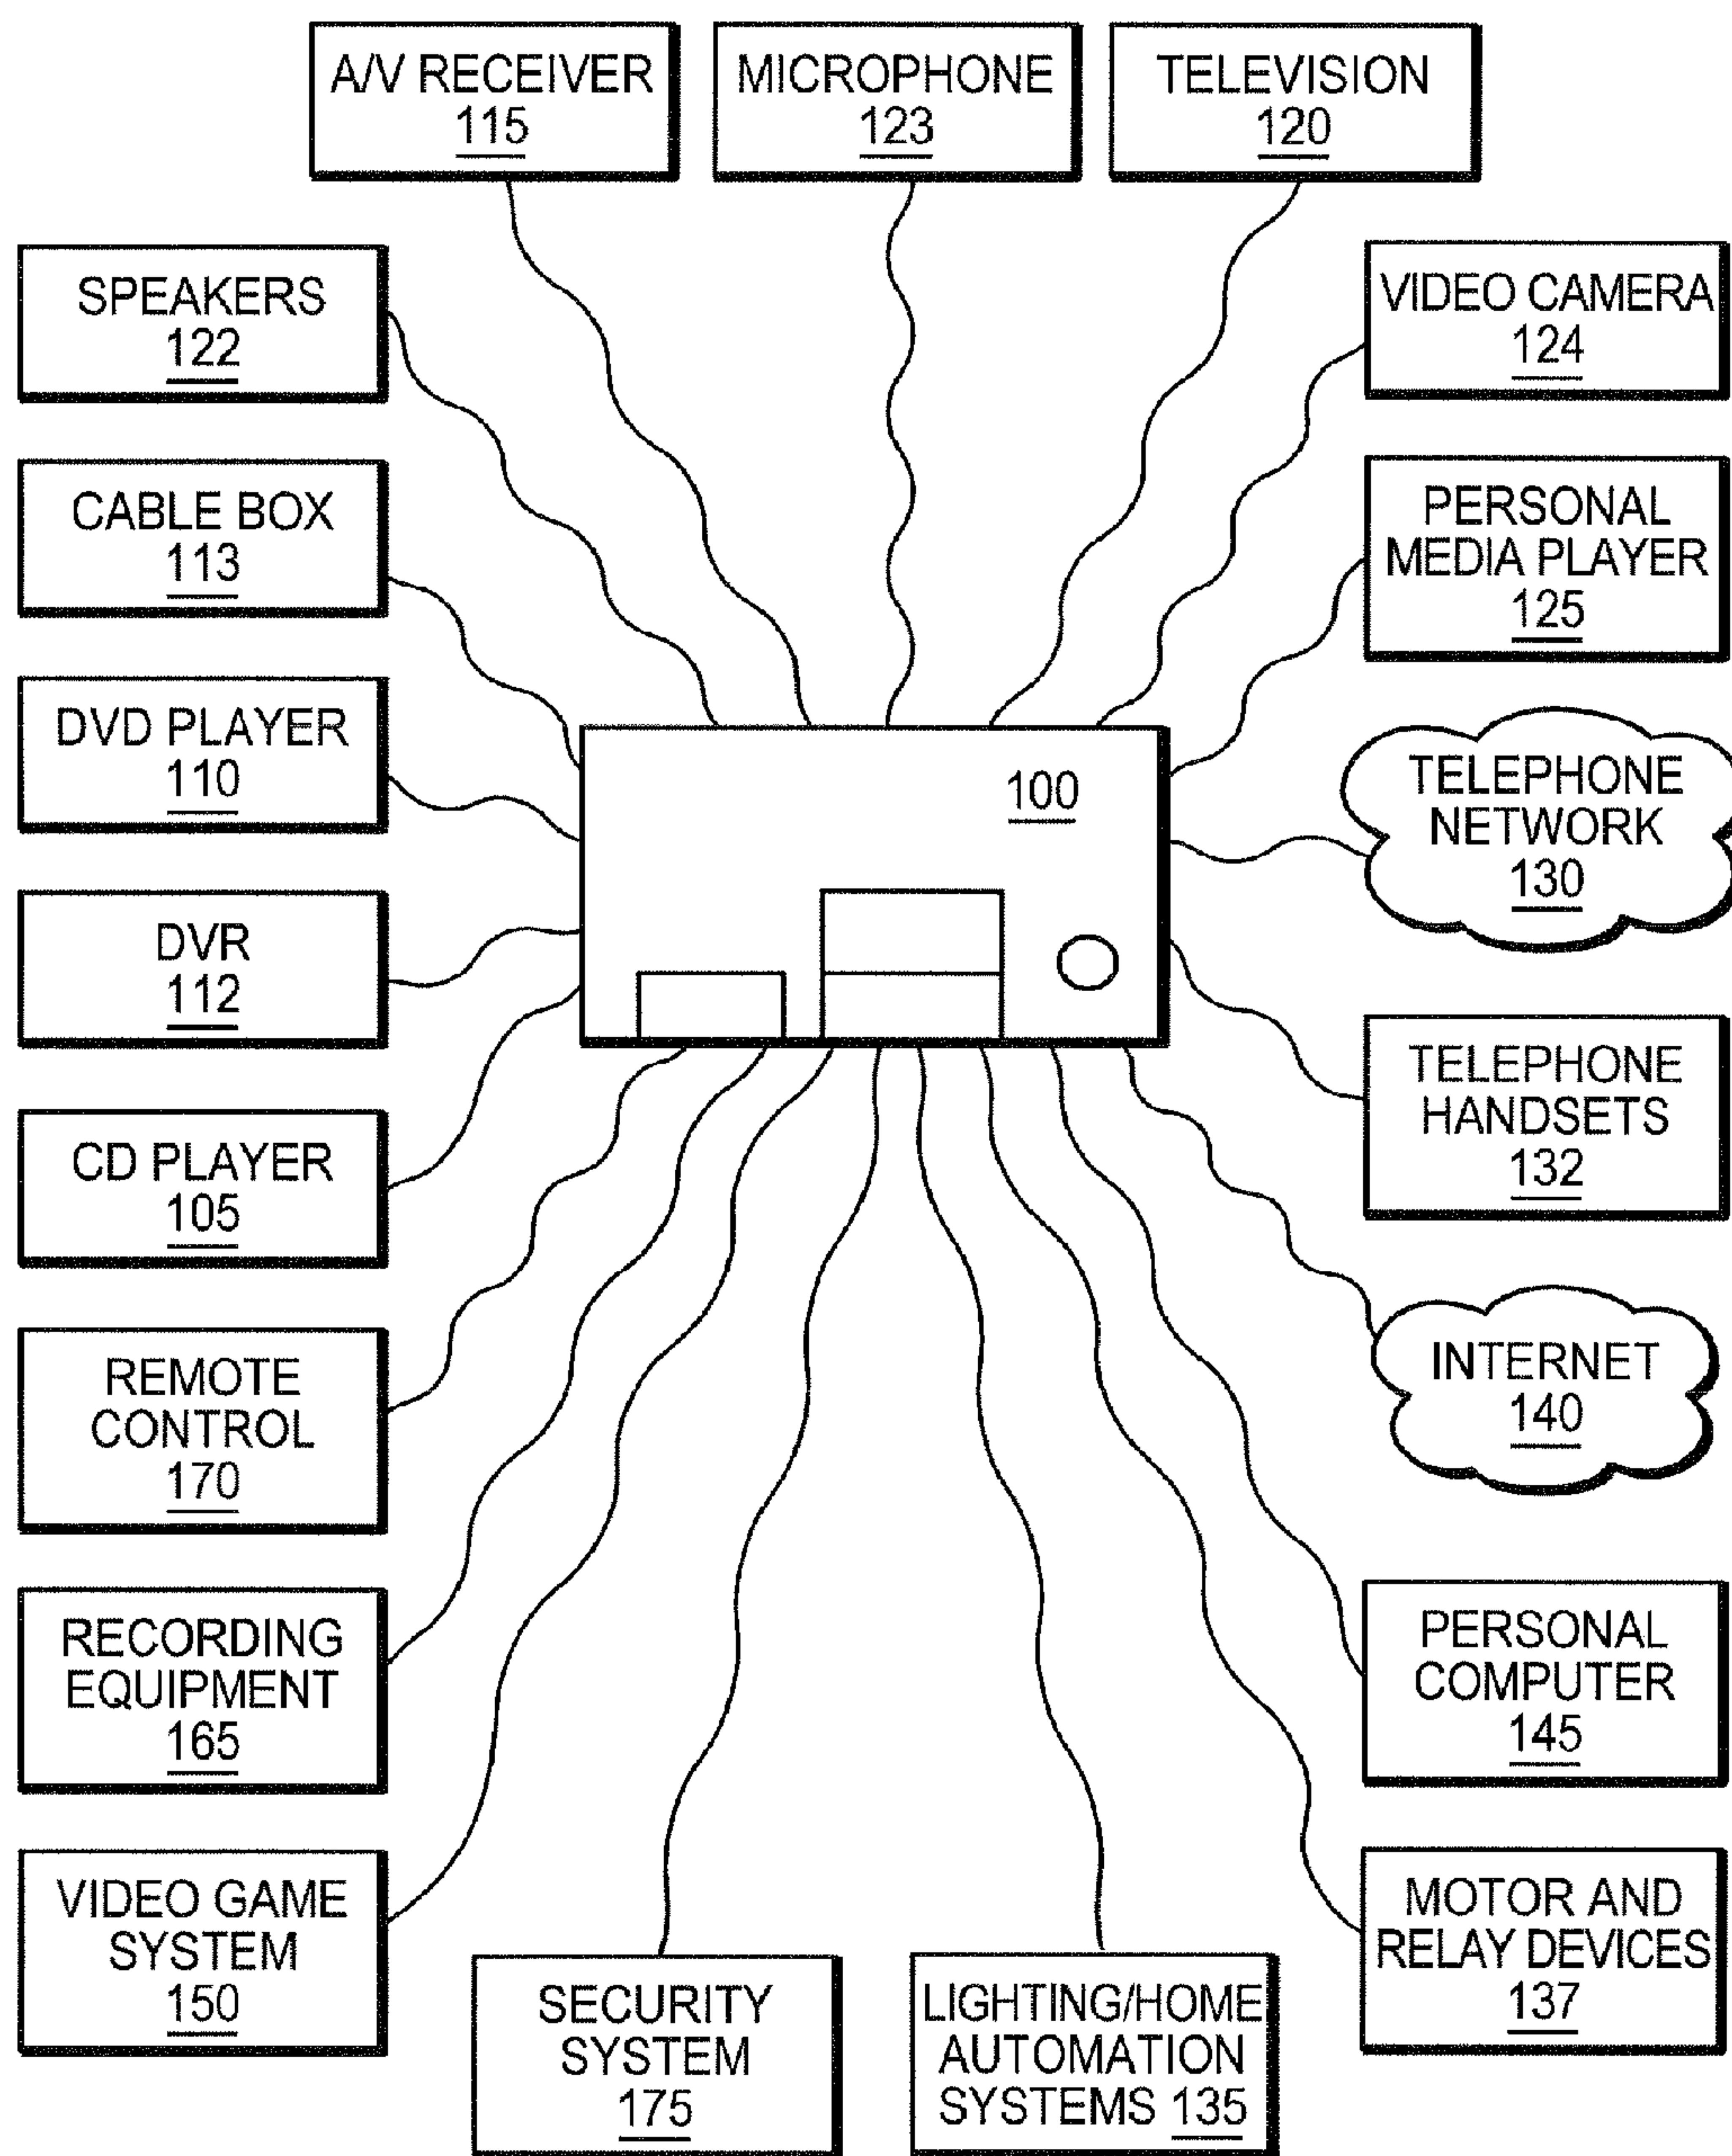 A/V RECEIVER
115
MICROPHONE
123
TELEVISION
120
SPEAKERS
122
VIDEO CAMERA
124
CABLE BOX
113
PERSONAL
MEDIA PLAYER
125
DVD PLAYER
110
100
TELEPHONE
NETWORK
130
DVR
112
TELEPHONE
HANDSETS
132
CD PLAYER
105
REMOTE
CONTROL
170
INTERNET
140
RECORDING
EQUIPMENT
165
PERSONAL
COMPUTER
145
VIDEO GAME
SYSTEM
150
SECURITY
SYSTEM
175
LIGHTING/HOME
AUTOMATION
SYSTEMS 135
MOTOR AND
RELAY DEVICES
137